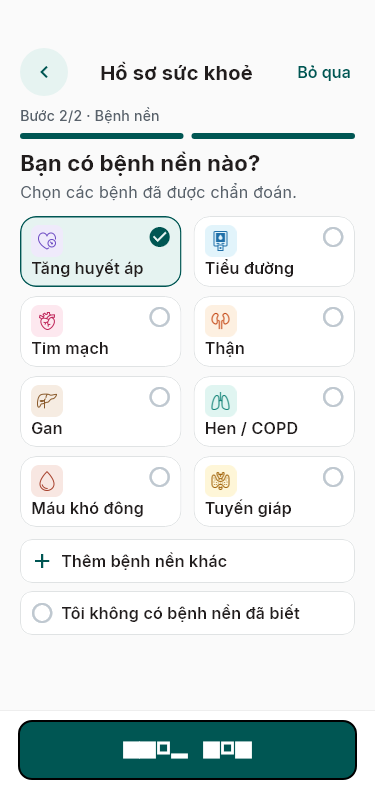 Hồ sơ sức khoẻ
Bỏ qua
Bước 2/2 · Bệnh nền
Bạn có bệnh nền nào?
Chọn các bệnh đã được chẩn đoán.
Tăng huyết áp
Tiểu đường
Tim mạch
Thận
Gan
Hen / COPD
Máu khó đông
Tuyến giáp
Thêm bệnh nền khác
Tôi không có bệnh nền đã biết